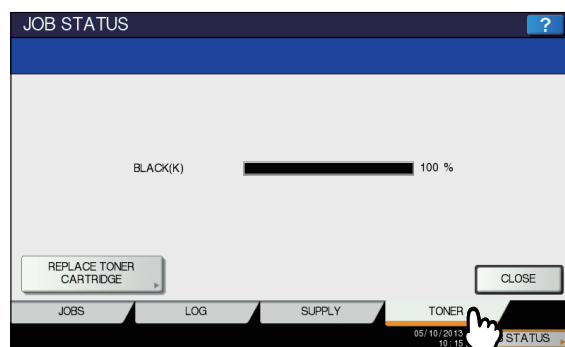 JOB STATUS ?
BLACK(K) 100 %
REPLACE TONER
CARTRIDGE
CLOSE
JOBS LOG SUPPLY TONER
05/10/2013
10:15
STATUS